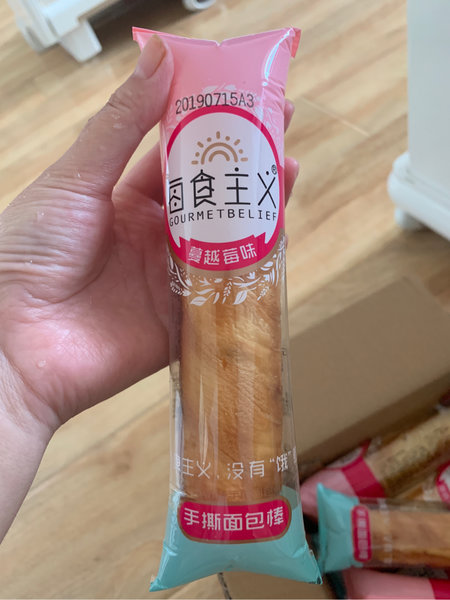 20190715A3
卤食主义®
GOURMETBELIEF
蔓越莓味
食主义,没有“饿”
手撕面包棒